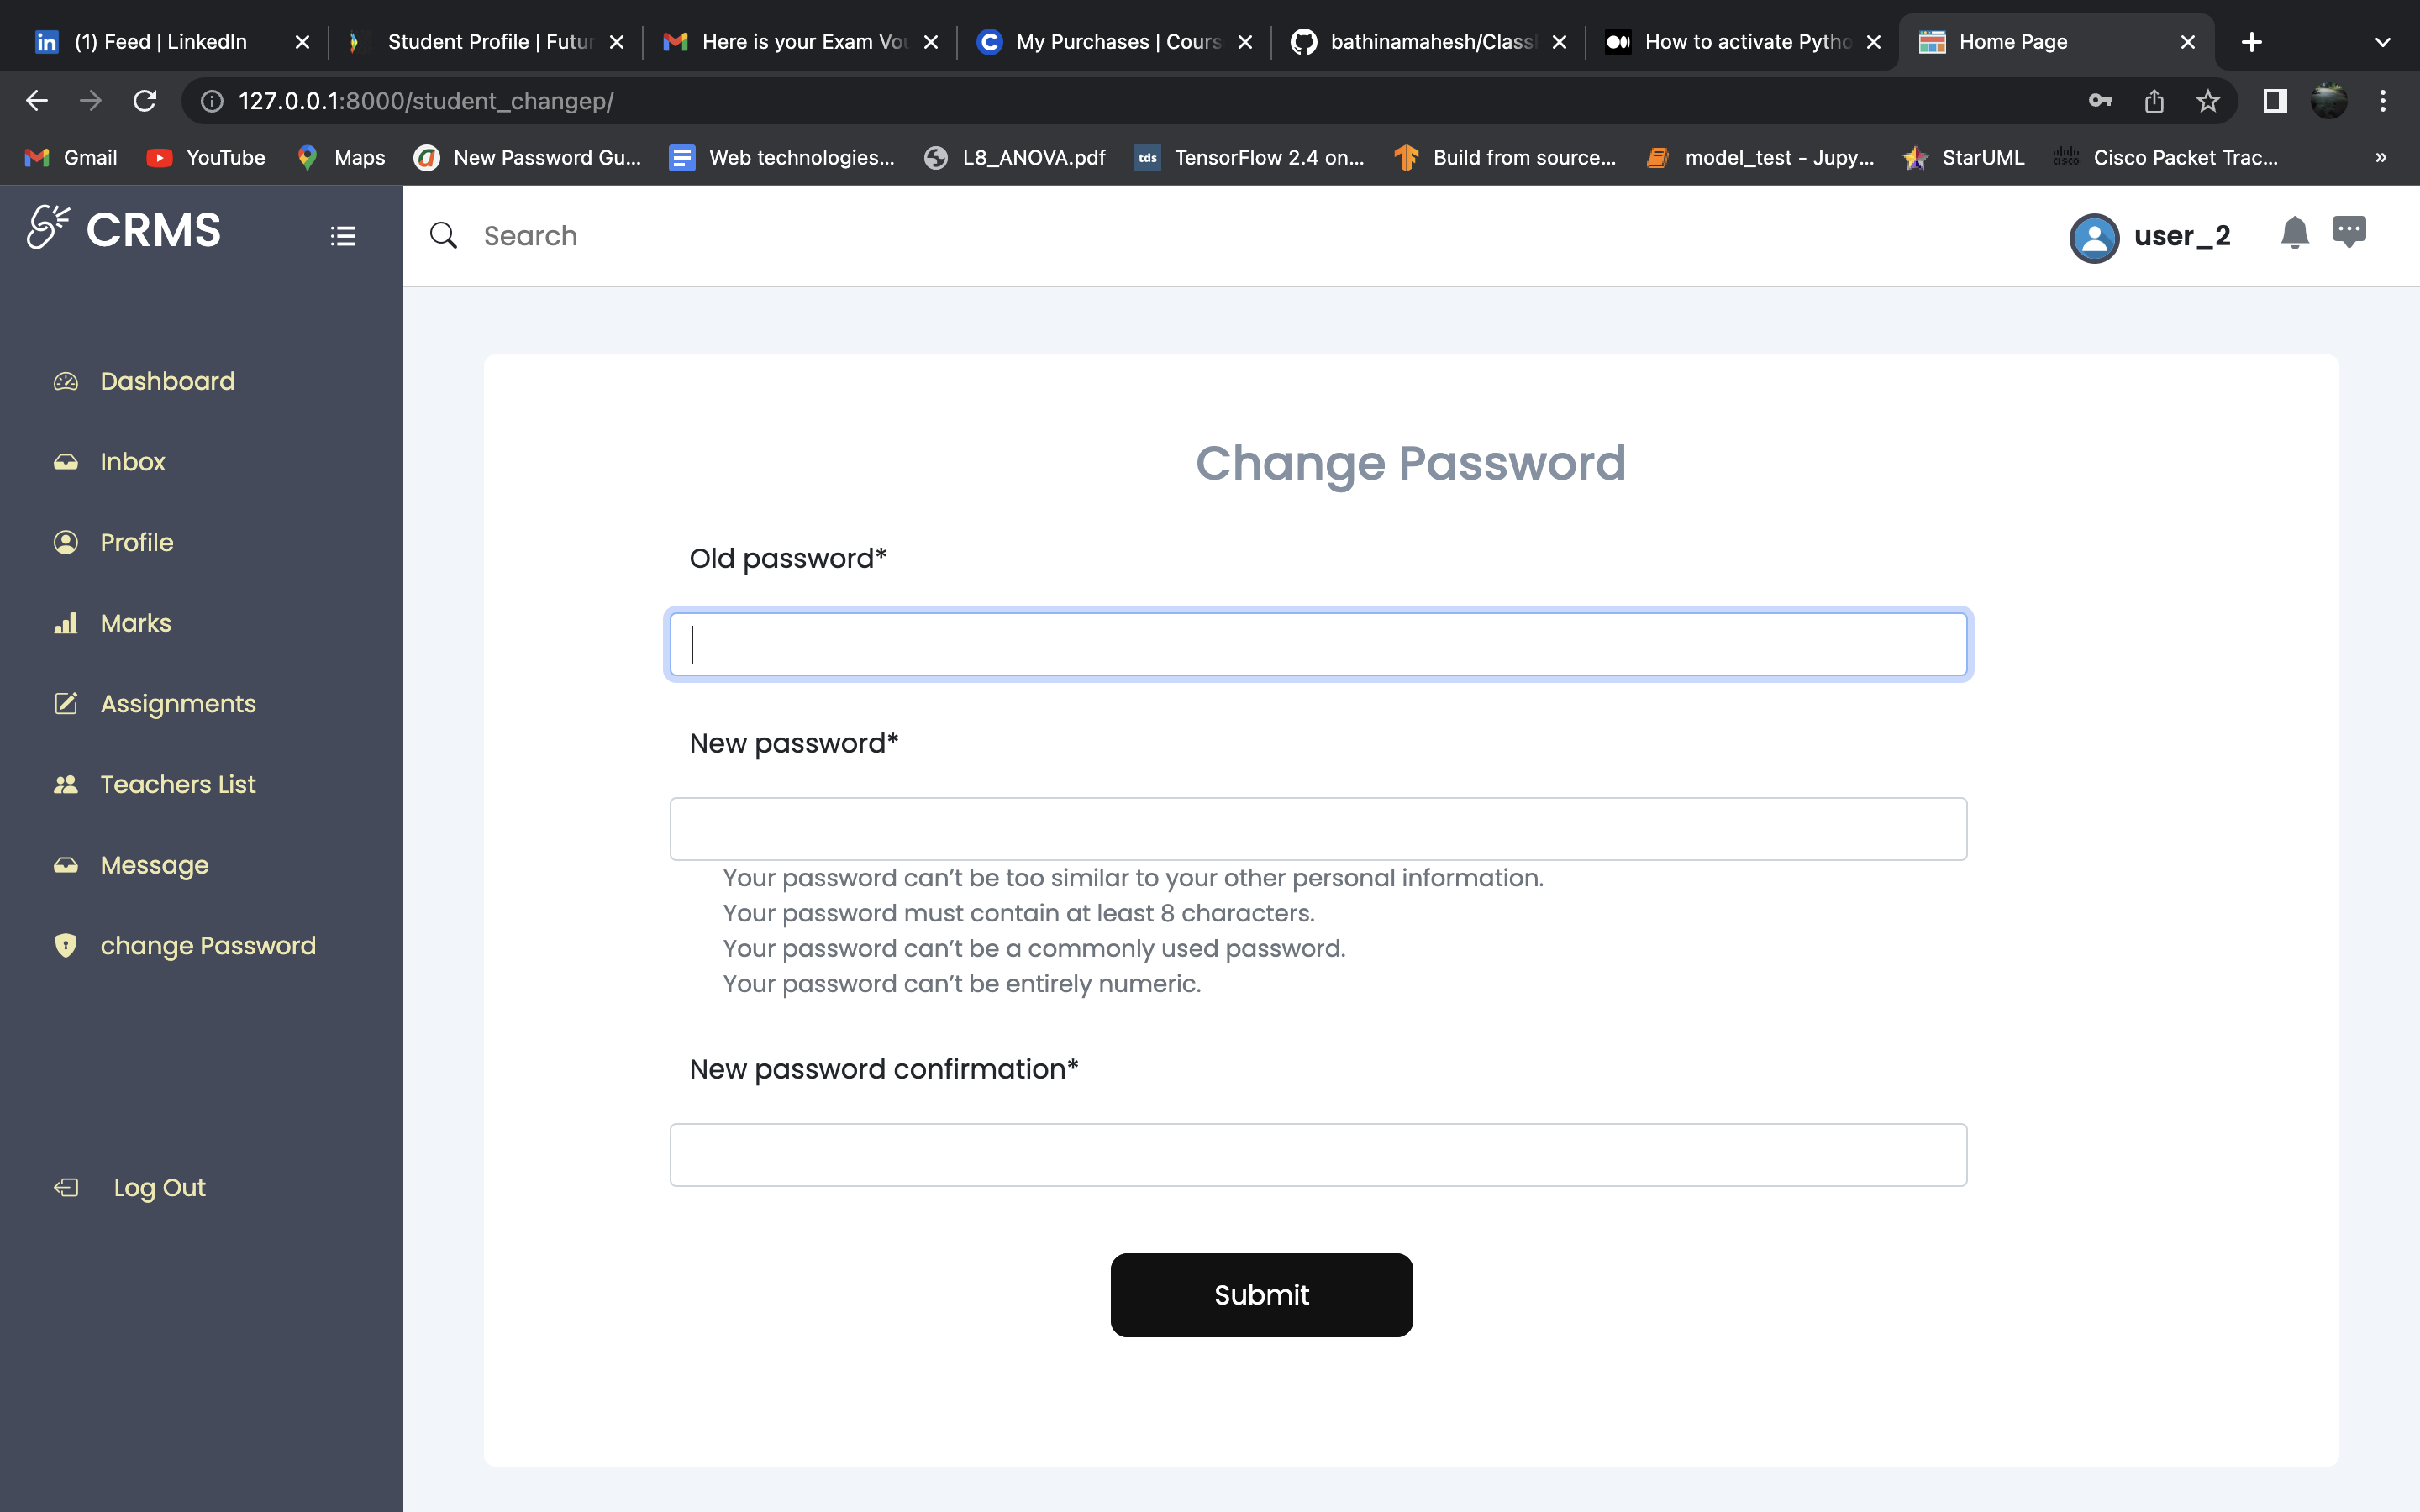 (1) Feed | LinkedIn
Student Profile | Futur
Here is your Exam Vou
My Purchases | Cours
bathinamahesh/Class
How to activate Pytho
Home Page
127.0.0.1:8000/student_changep/
Gmail
YouTube
Maps
New Password Gu...
Web technologies...
L8_ANOVA.pdf
tds
TensorFlow 2.4 on...
Build from source...
model_test - Jupy...
StarUML
cisco
Cisco Packet Trac...
»
CRMS
Search
user_2
Dashboard
Inbox
Profile
Marks
Assignments
Teachers List
Message
change Password
Log Out
Change Password
Old password*
New password*
Your password can’t be too similar to your other personal information.
Your password must contain at least 8 characters.
Your password can’t be a commonly used password.
Your password can’t be entirely numeric.
New password confirmation*
Submit